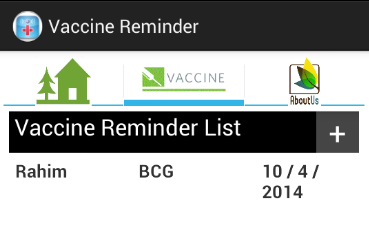 Vaccine Reminder
VACCINE
AboutUs
Vaccine Reminder List
+
Rahim BCG 10 / 4 /
2014